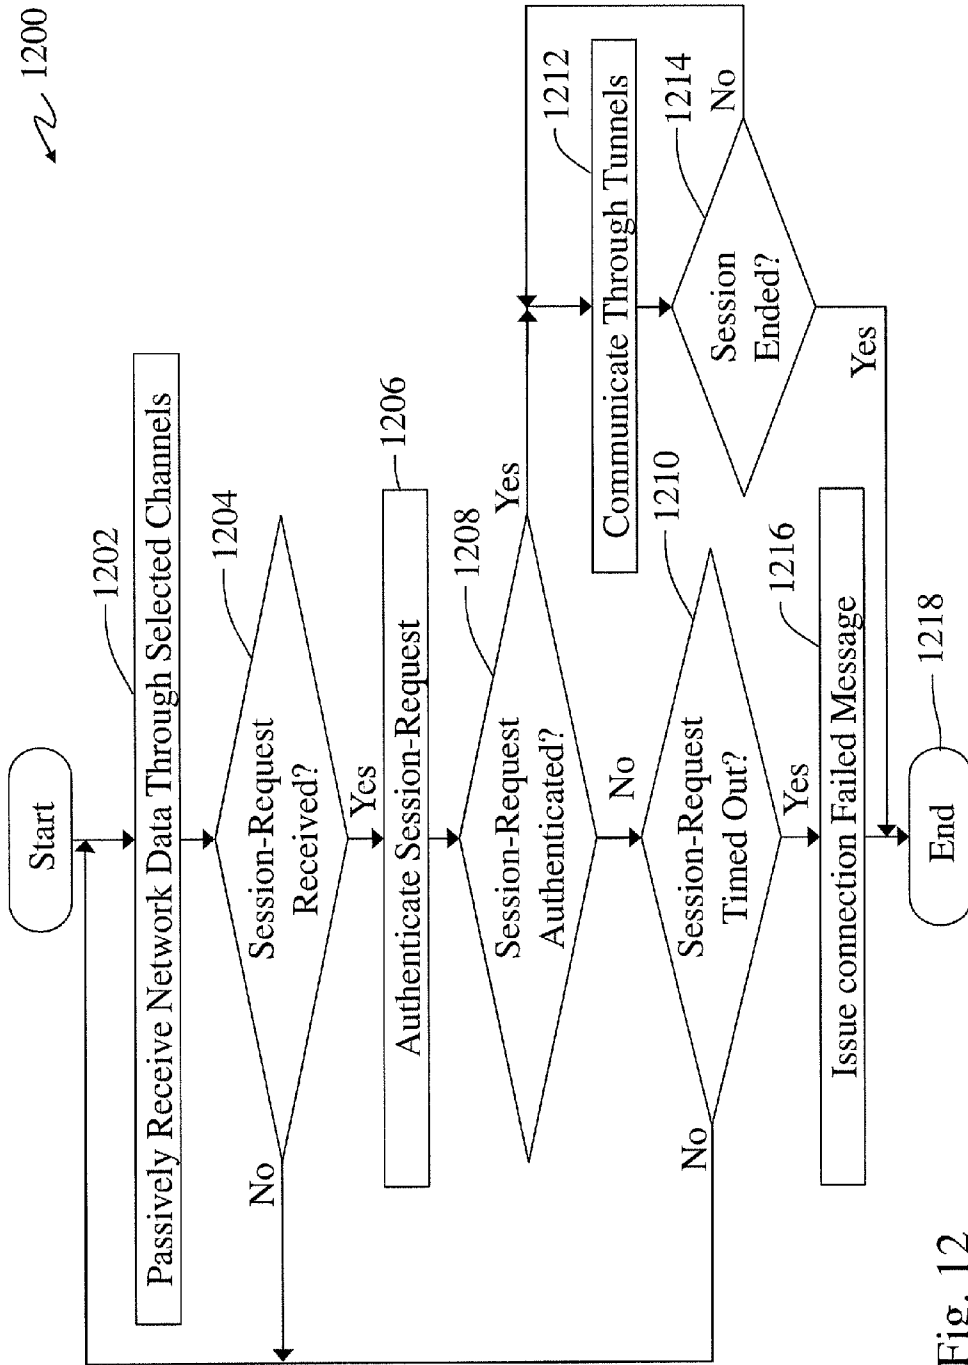 1200
Start
1202
Passively Receive Network Data Through Selected Channels
1204
Session-Request
Received?
No
Yes
1206
Authenticate Session-Request
1208
Session-Request
Authenticated?
Yes
No
1212
Communicate Through Tunnels
1214
Session
Ended?
No
Yes
1210
Session-Request
Timed Out?
No
Yes
1216
Issue connection Failed Message
1218
End
Fig. 12